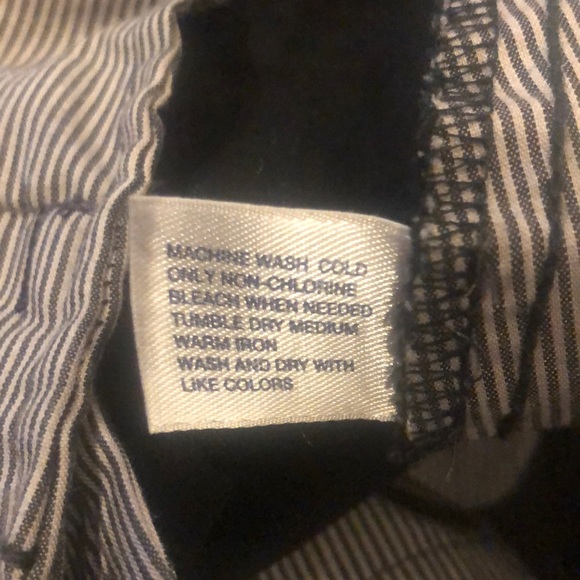 MACHINE WASH COLD
ONLY NON-CHLORINE
BLEACH WHEN NEEDED
TUMBLE DRY MEDIUM
WARM IRON
WASH AND DRY WITH
LIKE COLORS